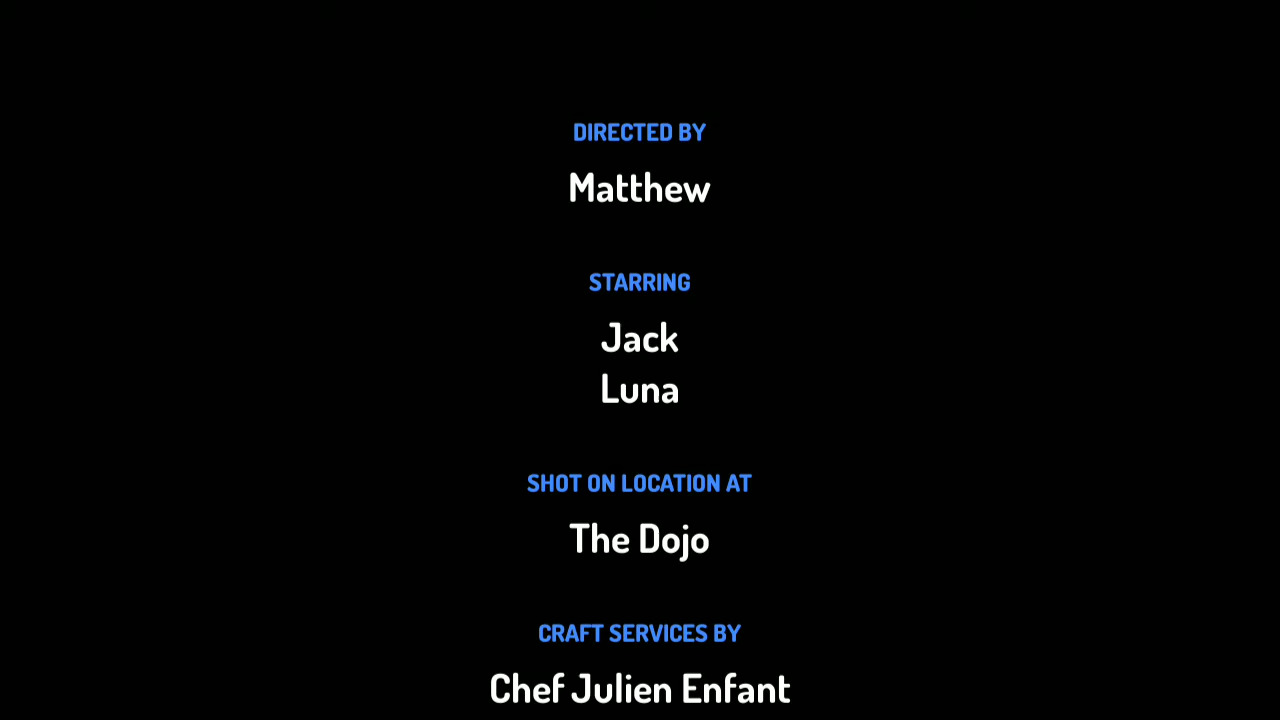 DIRECTED BY
Matthew
STARRING
Jack
Luna
SHOT ON LOCATION AT
The Dojo
CRAFT SERVICES BY
Chef Julien Enfant